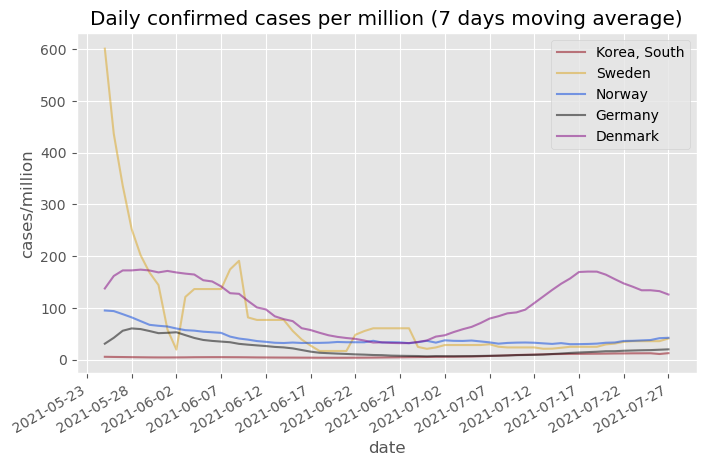 Daily confirmed cases per million (7 days moving average)
Korea, South
Sweden
Norway
Germany
Denmark
cases/million
600
500
400
300
200
100
0
2021-05-23
2021-05-28
2021-06-02
2021-06-07
2021-06-12
2021-06-17
2021-06-22
2021-06-27
2021-07-02
2021-07-07
2021-07-12
2021-07-17
2021-07-22
2021-07-27
date